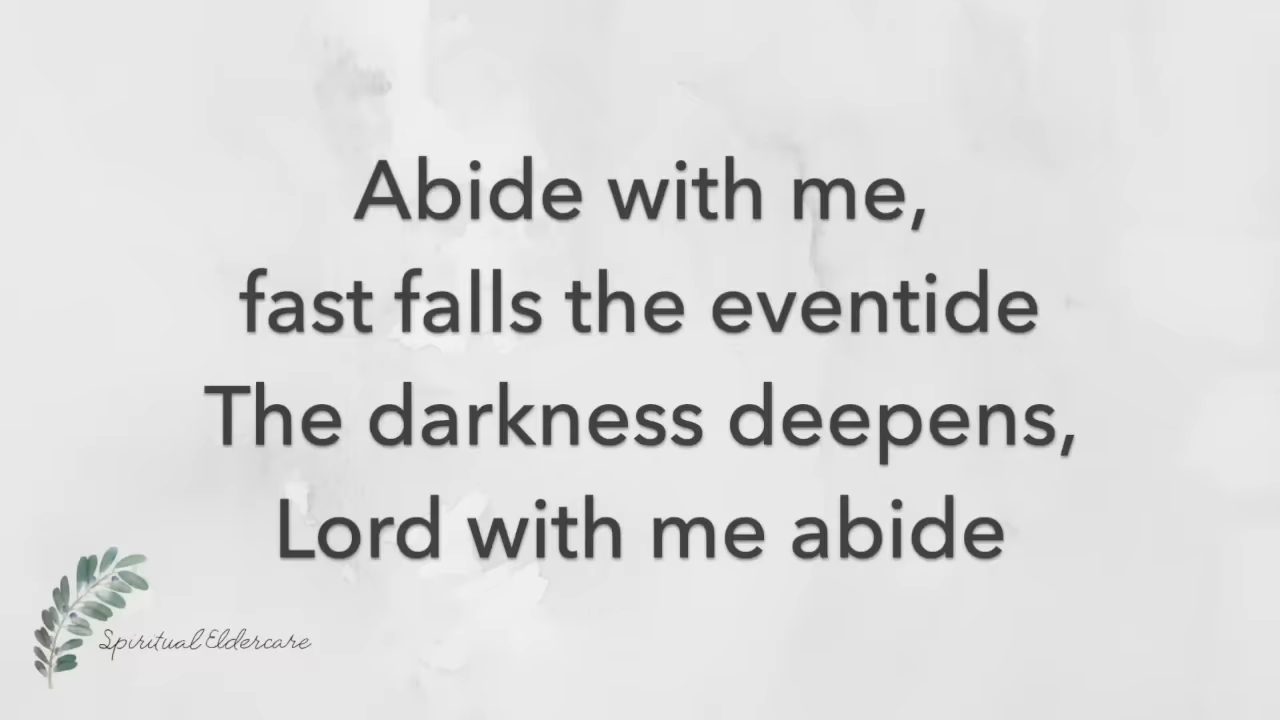 Abide with me,
fast falls the eventide
The darkness deepens,
Lord with me abide
Spiritual Eldercare